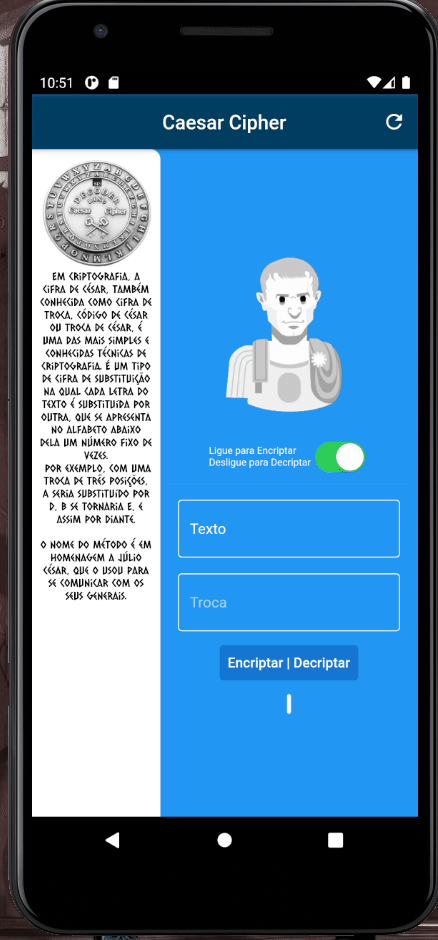 10:51
Caesar Cipher
DECODER
RING
Caesar Cipher
EM CRIPTOGRAFIA, A
CIFRA DE CÉSAR, TAMBÉM
CONHECIDA COMO CIFRA DE
TROCA, CÓDIGO DE CÉSAR
OU TROCA DE CÉSAR, É
UMA DAS MAIS SIMPLES E
CONHECIDAS TÉCNICAS DE
CRIPTOGRAFIA. É UM TIPO
DE CIFRA DE SUBSTITUIÇÃO
NA QUAL CADA LETRA DO
TEXTO É SUBSTITUÍDA POR
OUTRA, QUE SE APRESENTA
NO ALFABETO ABAIXO
DELA UM NÚMERO FIXO DE
VEZES.
POR EXEMPLO, COM UMA
TROCA DE TRÊS POSIÇÕES,
A SERIA SUBSTITUÍDO POR
D, B SE TORNARIA E, E
ASSIM POR DIANTE.
O NOME DO MÉTODO É EM
HOMENAGEM A JÚLIO
CÉSAR, QUE O USOU PARA
SE COMUNICAR COM OS
SEUS GENERAIS.
Ligue para Encriptar
Desligue para Decriptar
Texto
Troca
Encriptar | Decriptar